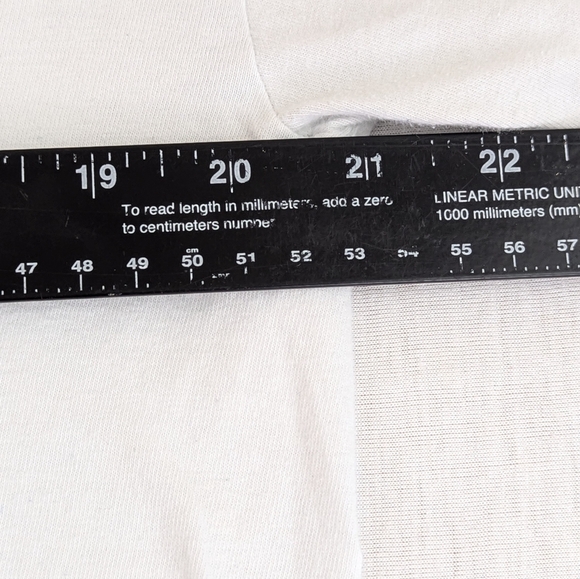 19 20 21 22
To read length in millimeters, add a zero
to centimeters number
LINEAR METRIC UNI
1000 millimeters (mm)
cm
47 48 49 50 51 52 53 54 55 56 57